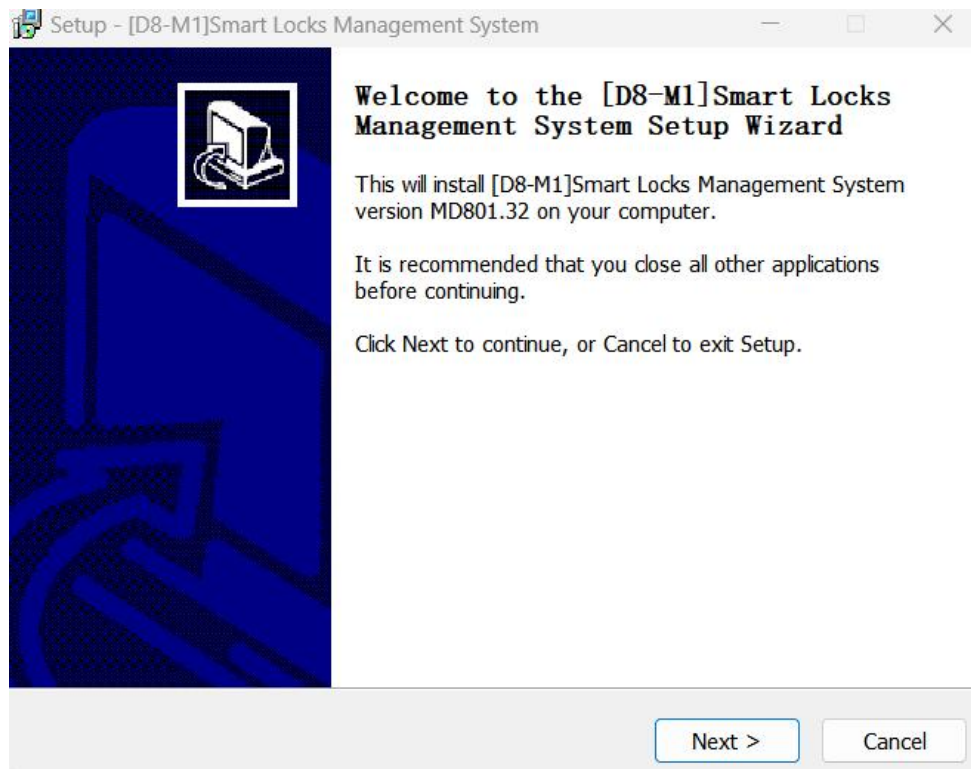 Setup - [D8-M1]Smart Locks Management System
Welcome to the [D8-M1]Smart Locks
Management System Setup Wizard
This will install [D8-M1]Smart Locks Management System
version MD801.32 on your computer.
It is recommended that you close all other applications
before continuing.
Click Next to continue, or Cancel to exit Setup.
Next >
Cancel